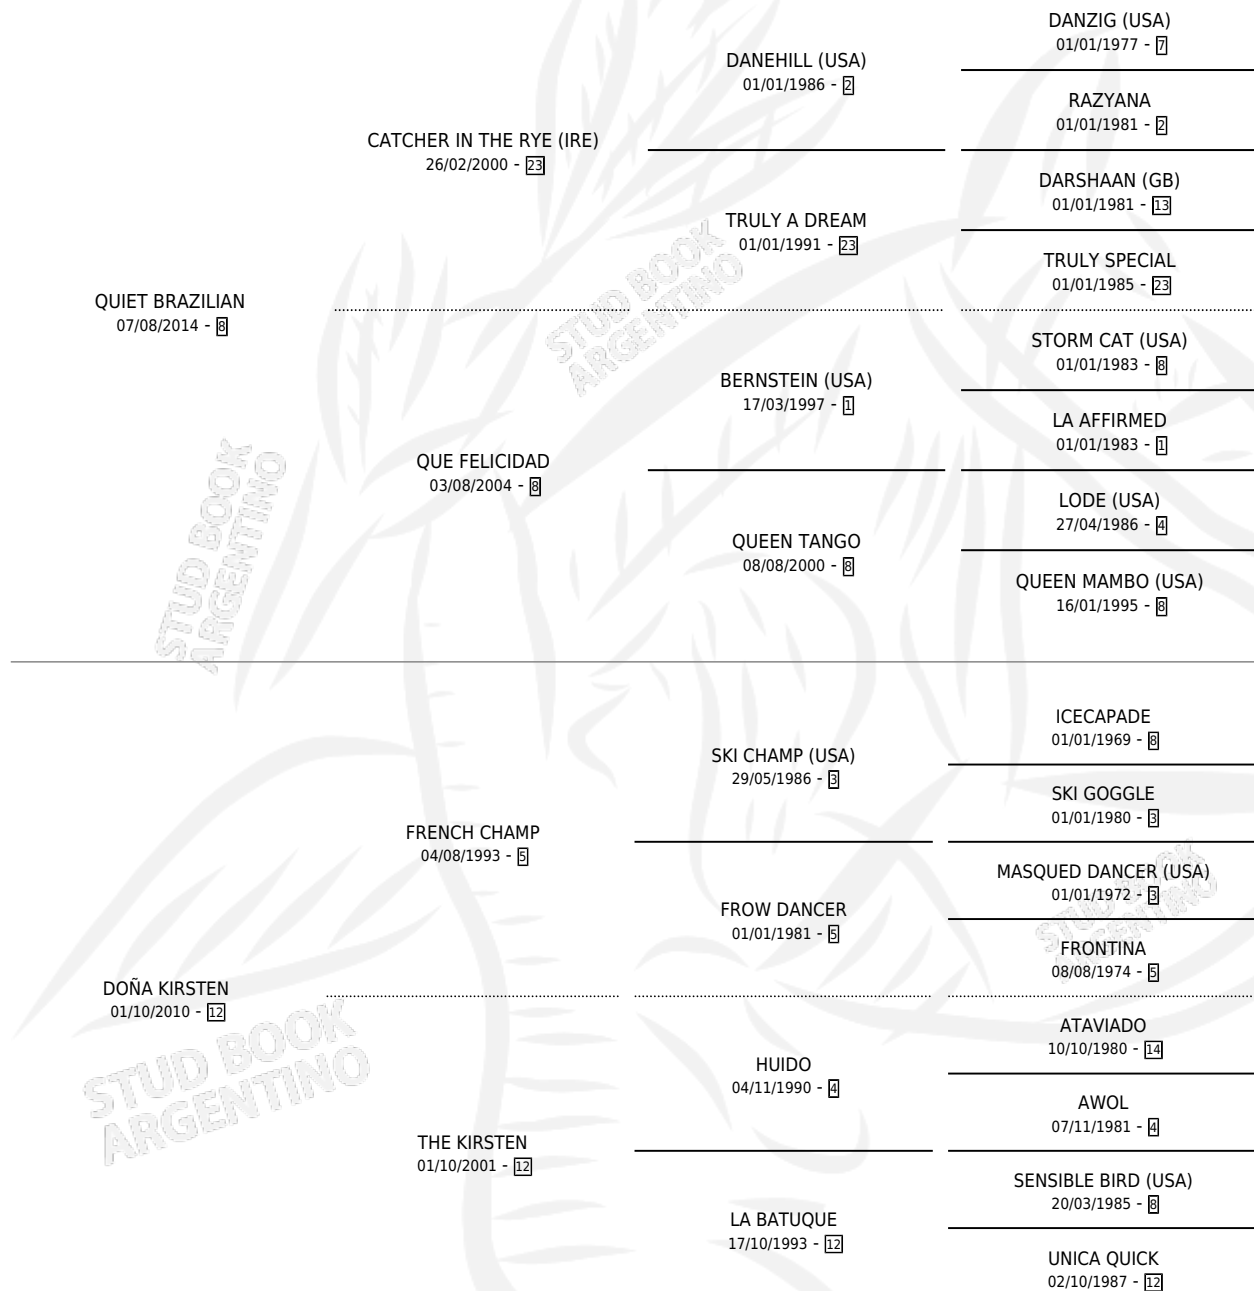 DANZIG (USA)
01/01/1977 - 7
DANEHILL (USA)
01/01/1986 - 2
RAZYANA
01/01/1981 - 2
CATCHER IN THE RYE (IRE)
26/02/2000 - 23
DARSHAAN (GB)
01/01/1981 - 13
TRULY A DREAM
01/01/1991 - 23
TRULY SPECIAL
01/01/1985 - 23
QUIET BRAZILIAN
07/08/2014 - 8
STORM CAT (USA)
01/01/1983 - 8
BERNSTEIN (USA)
17/03/1997 - 1
LA AFFIRMED
01/01/1983 - 1
QUE FELICIDAD
03/08/2004 - 8
LODE (USA)
27/04/1986 - 4
QUEEN TANGO
08/08/2000 - 8
QUEEN MAMBO (USA)
16/01/1995 - 8
ICECAPADE
01/01/1969 - 8
SKI CHAMP (USA)
29/05/1986 - 3
SKI GOGGLE
01/01/1980 - 3
FRENCH CHAMP
04/08/1993 - 5
MASQUED DANCER (USA)
01/01/1972 - 3
FROW DANCER
01/01/1981 - 5
FRONTINA
08/08/1974 - 5
DOÑA KIRSTEN
01/10/2010 - 12
ATAVIADO
10/10/1980 - 14
HUIDO
04/11/1990 - 4
AWOL
07/11/1981 - 4
THE KIRSTEN
01/10/2001 - 12
SENSIBLE BIRD (USA)
20/03/1985 - 8
LA BATUQUE
17/10/1993 - 12
UNICA QUICK
02/10/1987 - 12
STUD BOOK
ARGENTINO
STUD BOOK
ARGENTINO
STUD BOOK
ARGENTINO
STUD BOOK
ARGENTINO